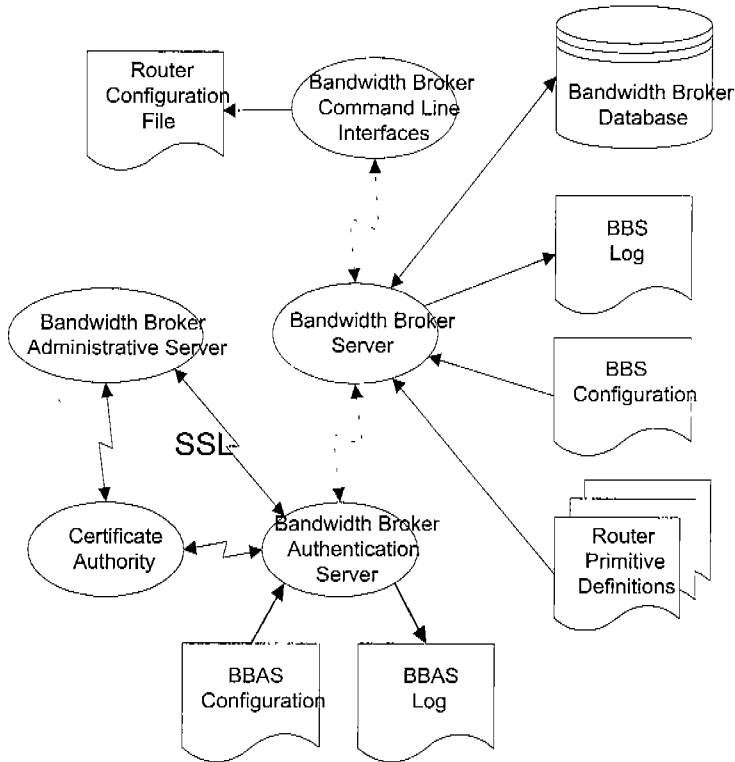 Router
Configuration
File
Bandwidth Broker
Command Line
Interfaces
Bandwidth Broker
Database
BBS
Log
Bandwidth Broker
Administrative Server
Bandwidth Broker
Server
BBS
Configuration
SSL
Certificate
Authority
Bandwidth Broker
Authentication
Server
Router
Primitive
Definitions
BBAS
Configuration
BBAS
Log